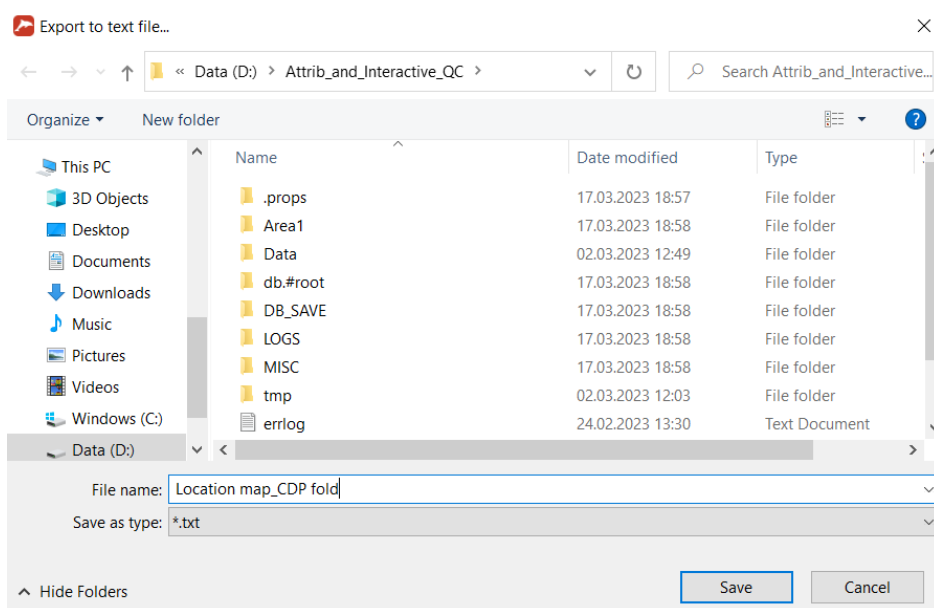 Export to text file...
« Data (D:) > Attrib_and_Interactive_QC >
Search Attrib_and_Interactive...
Organize
New folder
?
This PC
3D Objects
Desktop
Documents
Downloads
Music
Pictures
Videos
Windows (C:)
Data (D:)
Name Date modified Type
.props 17.03.2023 18:57 File folder
Area1 17.03.2023 18:58 File folder
Data 02.03.2023 12:49 File folder
db.#root 17.03.2023 18:58 File folder
DB_SAVE 17.03.2023 18:58 File folder
LOGS 17.03.2023 18:58 File folder
MISC 17.03.2023 18:58 File folder
tmp 02.03.2023 12:03 File folder
errlog 24.02.2023 13:30 Text Document
File name: Location map_CDP fold
Save as type: *.txt
Hide Folders
Save
Cancel